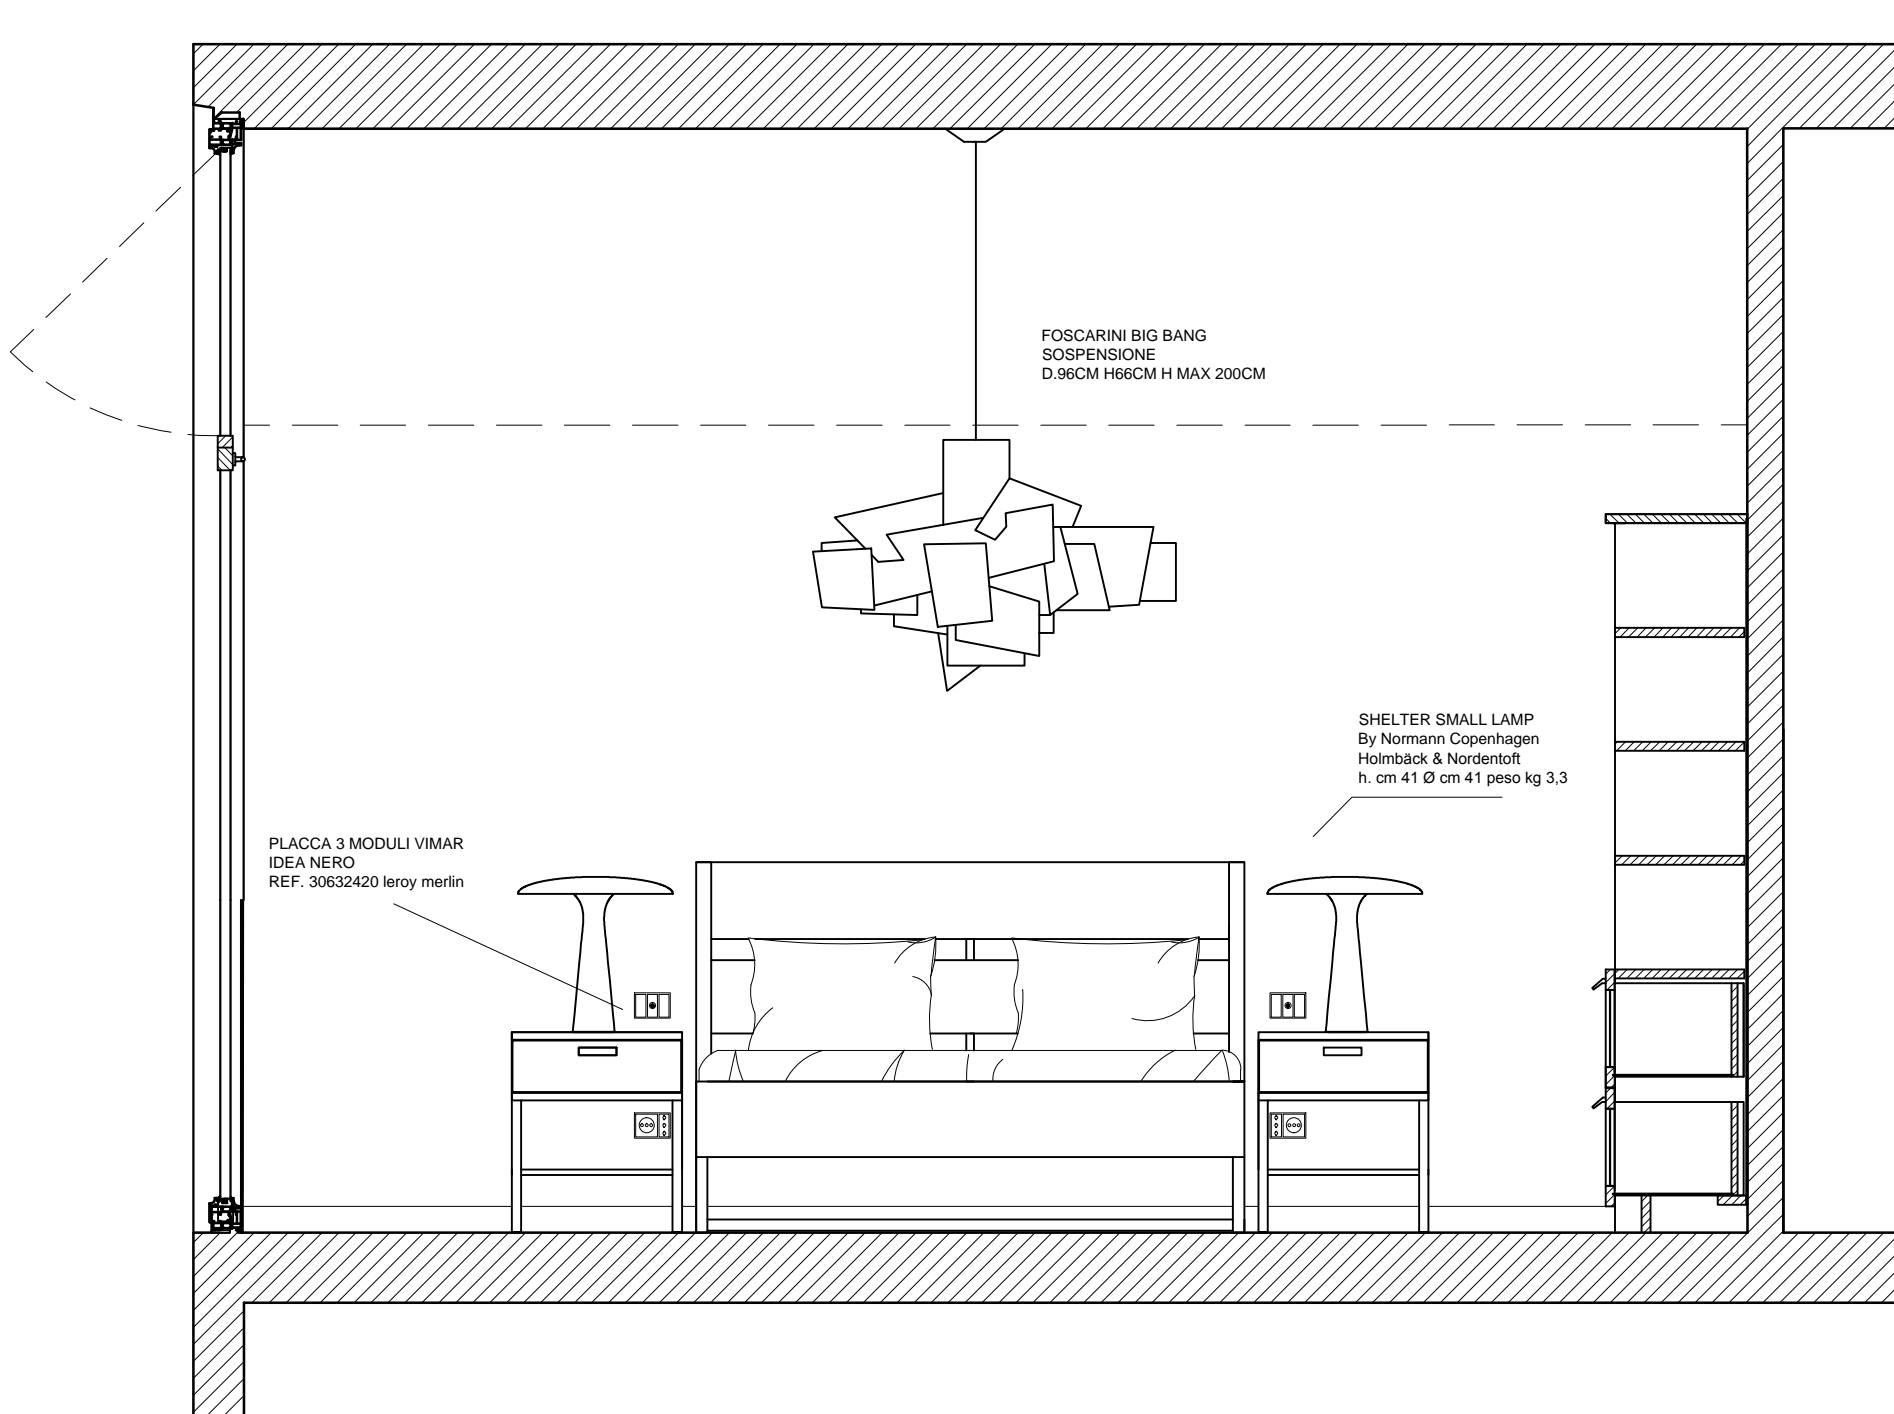 FOSCARINI BIG BANG
SOSPENSIONE
D.96CM H66CM H MAX 200CM
SHELTER SMALL LAMP
By Normann Copenhagen
Holmbäck & Nordentoft
h. cm 41 Ø cm 41 peso kg 3,3
PLACCA 3 MODULI VIMAR
IDEA NERO
REF. 30632420 leroy merlin